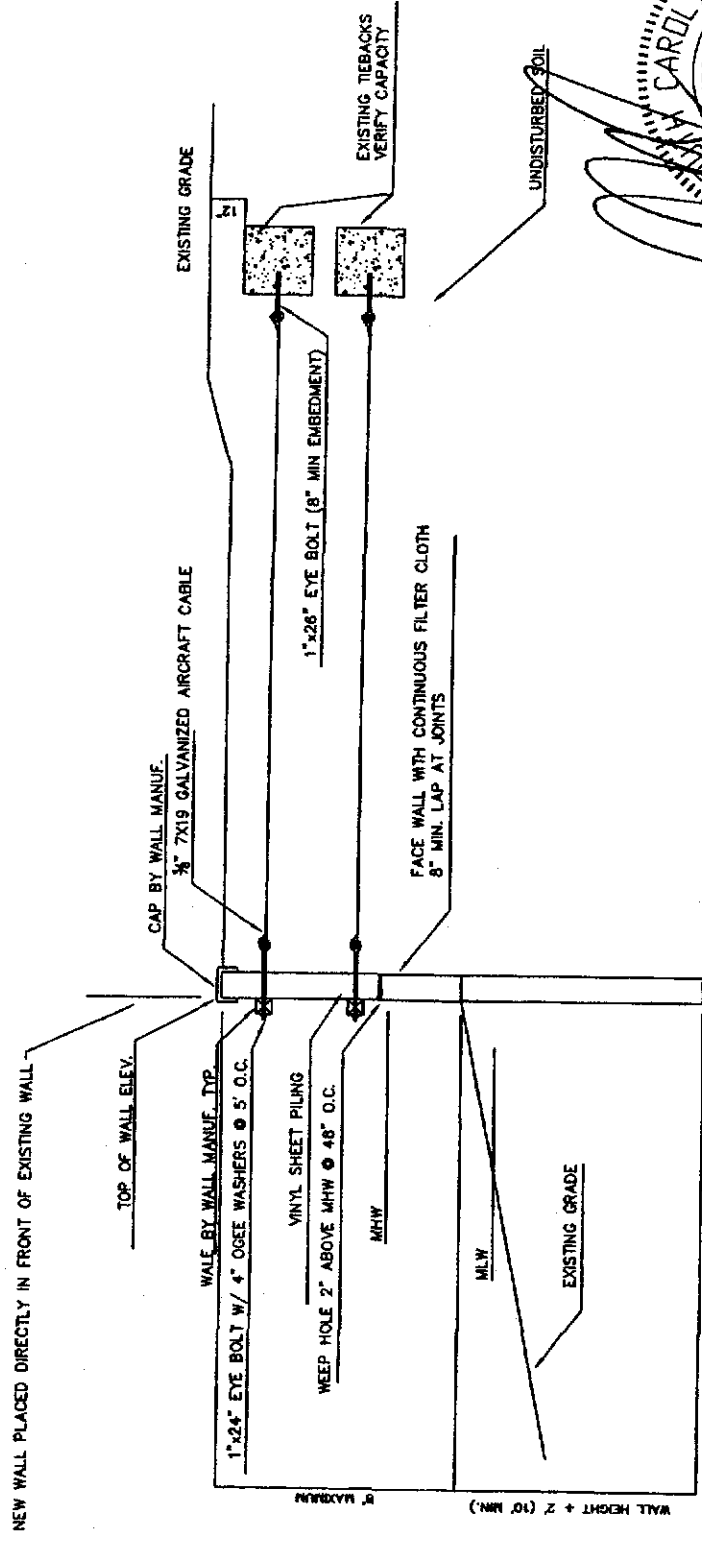 NEW WALL PLACED DIRECTLY IN FRONT OF EXISTING WALL
TOP OF WALL ELEV.
CAP BY WALL MANUF.
3/8" 7X19 GALVANIZED AIRCRAFT CABLE
EXISTING GRADE
12"
WALE BY WALL MANUF. TYP.
1"x24" EYE BOLT W/ 4" OGEE WASHERS @ 5' O.C.
VINYL SHEET PILING
WEEP HOLE 2" ABOVE MHW @ 48" O.C.
MHW
MLW
EXISTING GRADE
1"x26" EYE BOLT (8" MIN EMBEDMENT)
EXISTING TIEBACKS
VERIFY CAPACITY
FACE WALL WITH CONTINUOUS FILTER CLOTH
8" MIN. LAP AT JOINTS
UNDISTURBED SOIL
MAXIMUM
WALL HEIGHT + 2' (10' MIN.)
CAROL